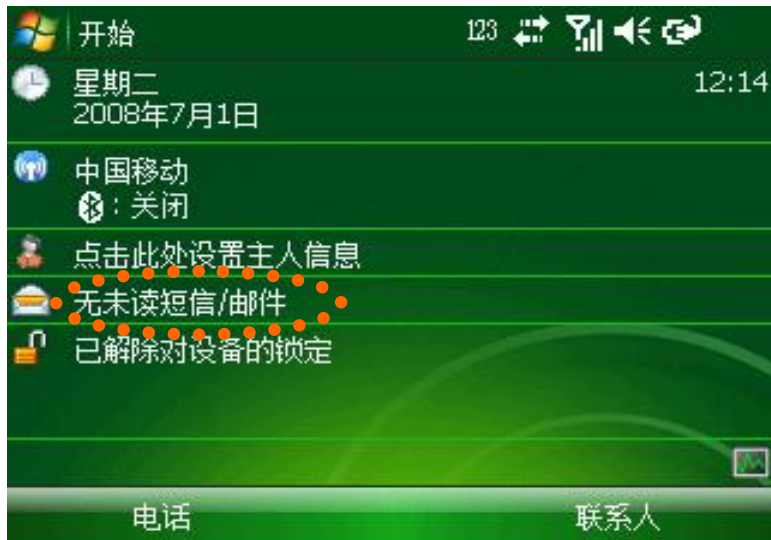 开始 123
星期二 12:14
2008年7月1日
中国移动
：关闭
点击此处设置主人信息
无未读短信/邮件
已解除对设备的锁定
电话 联系人